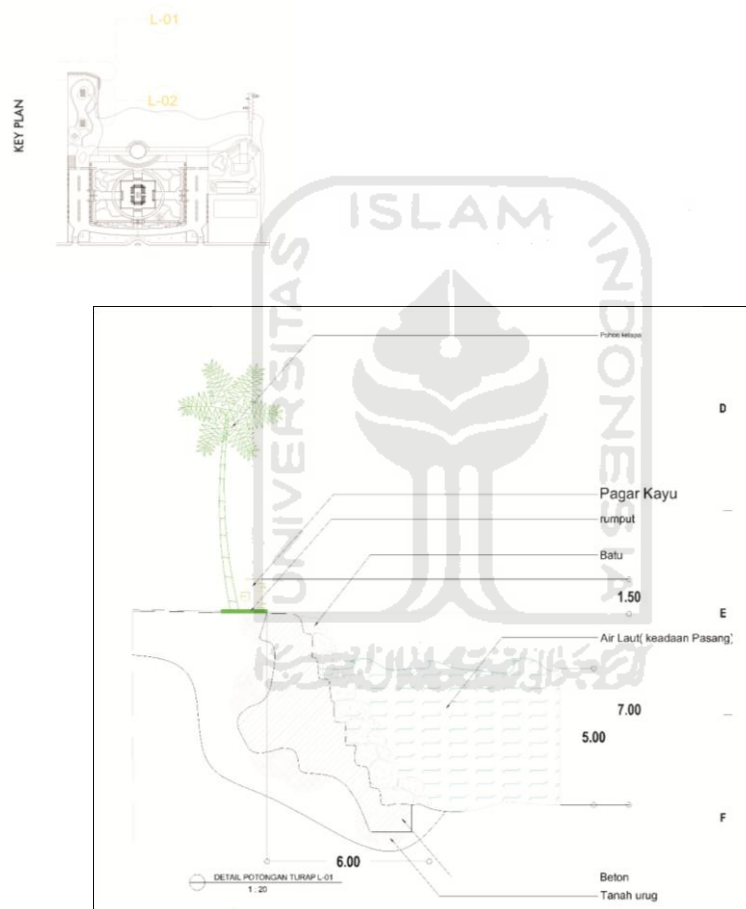 L-01
L-02
KEY PLAN
ISLAM
UNIVERSITAS
INDONESIA
Pohon kelapa
D
Pagar Kayu
rumput
Batu
1.50
E
Air Laut( keadaan Pasang)
7.00
5.00
F
6.00
DETAIL POTONGAN TURAP L-01
1 : 20
Beton
Tanah urug